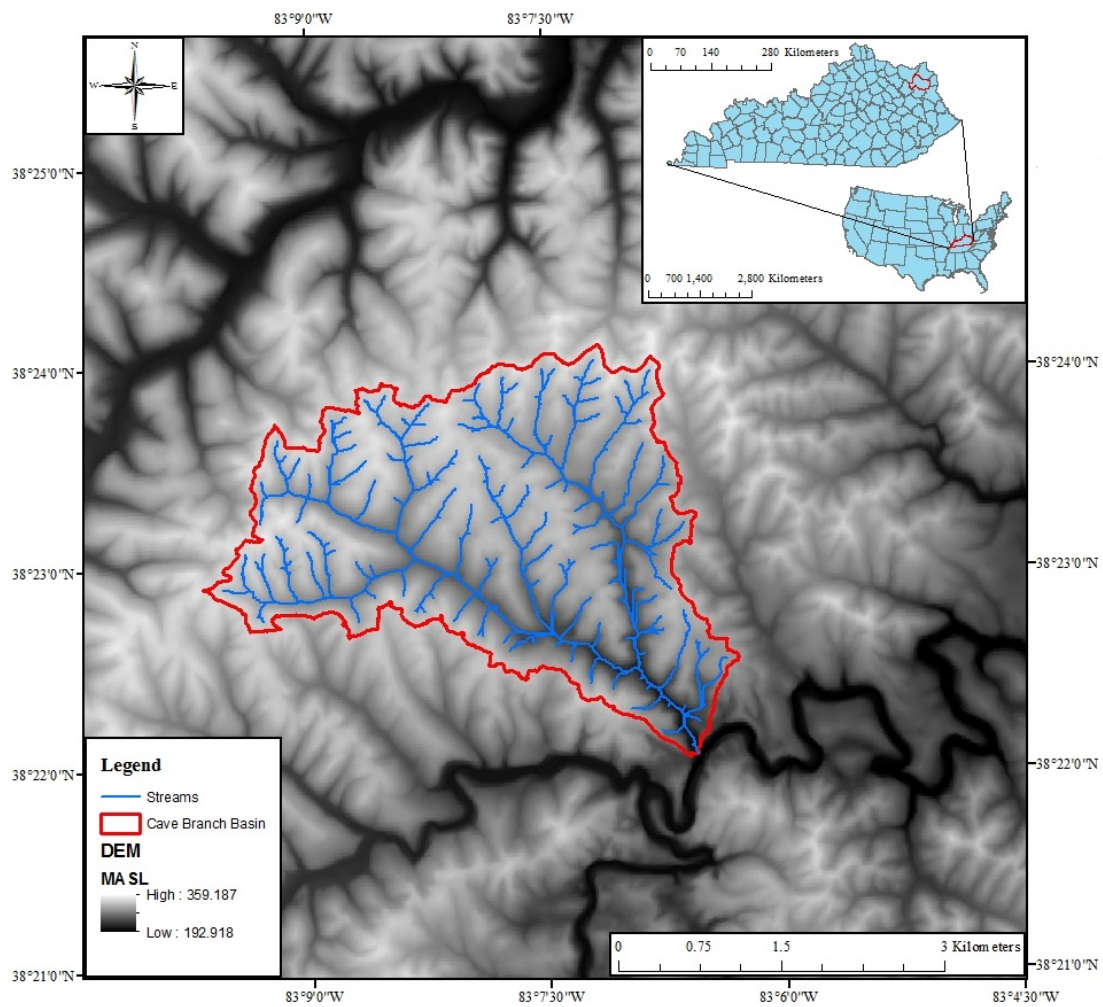 83°9'0"W 83°7'30"W
N
W E
S
0 70 140 280 Kilometers
0 700 1,400 2,800 Kilometers
38°25'0"N
38°24'0"N 38°24'0"N
38°23'0"N 38°23'0"N
38°22'0"N 38°22'0"N
Legend
Streams
Cave Branch Basin
DEM
MASL
High : 359.187
Low : 192.918
0 0.75 1.5 3 Kilometers
38°21'0"N 38°21'0"N
83°9'0"W 83°7'30"W 83°6'0"W 83°4'30"W